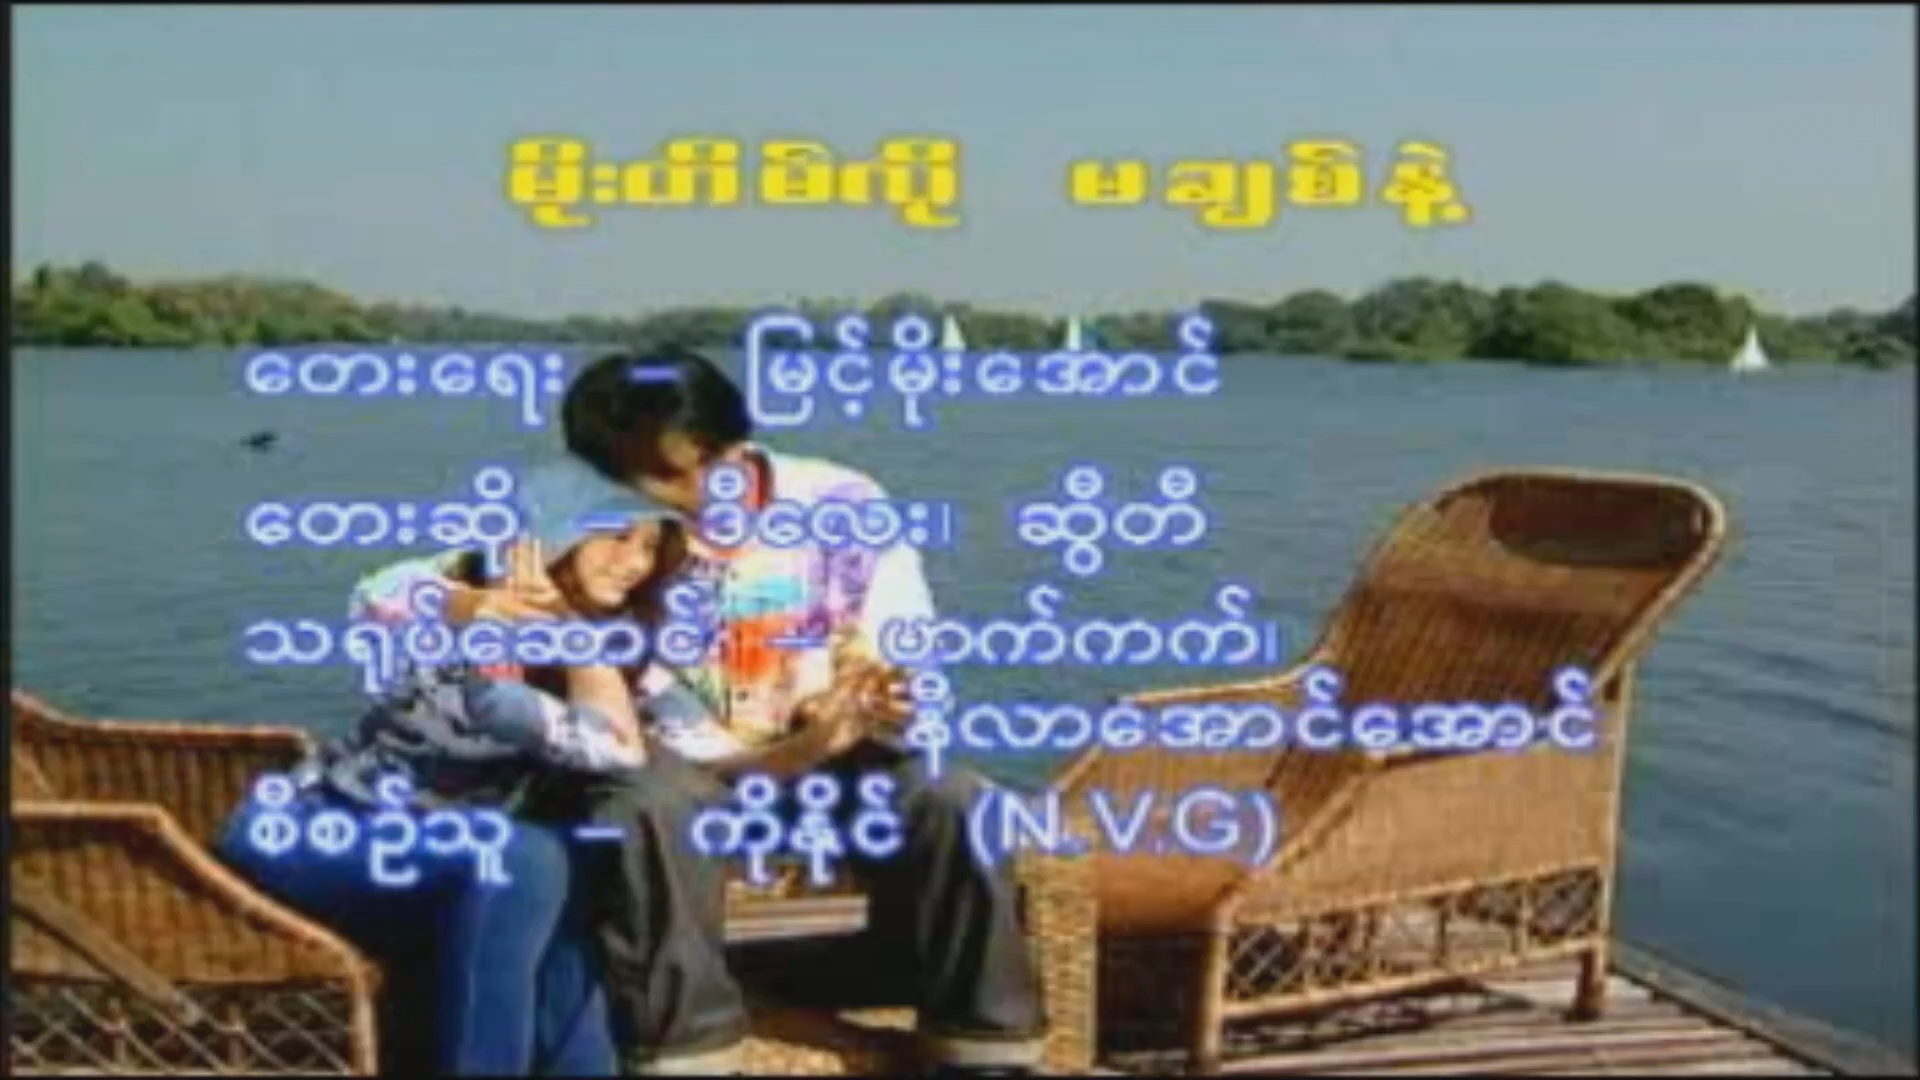 မိုးတိမ်လို မချစ်နဲ့
တေးရေး – မြင့်မိုးအောင်
တေးဆို – ဒီလေး၊ ဆွီတီ
သရုပ်ဆောင် – ဟက်ကက်၊
နီလာအောင်အောင်
စီစဉ်သူ – ကိုနိုင် (N.V.G)